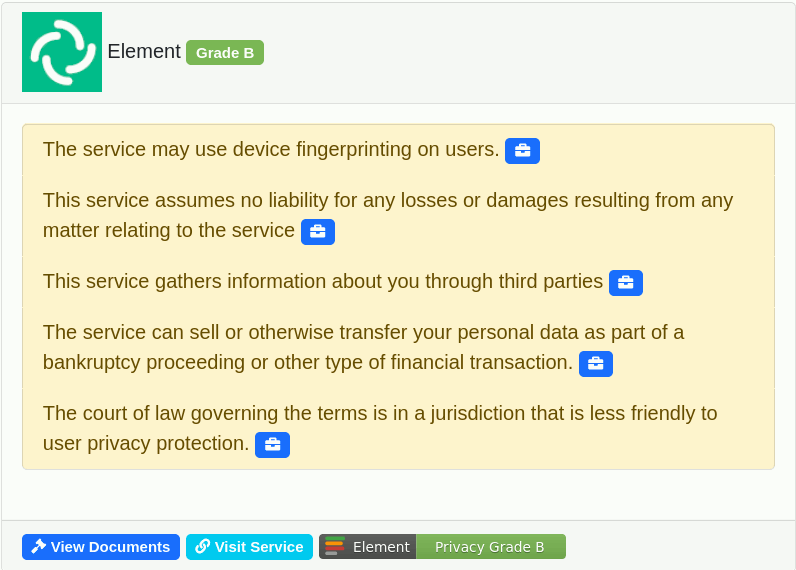 Element Grade B
The service may use device fingerprinting on users.
This service assumes no liability for any losses or damages resulting from any
matter relating to the service
This service gathers information about you through third parties
The service can sell or otherwise transfer your personal data as part of a
bankruptcy proceeding or other type of financial transaction.
The court of law governing the terms is in a jurisdiction that is less friendly to
user privacy protection.
View Documents Visit Service Element Privacy Grade B